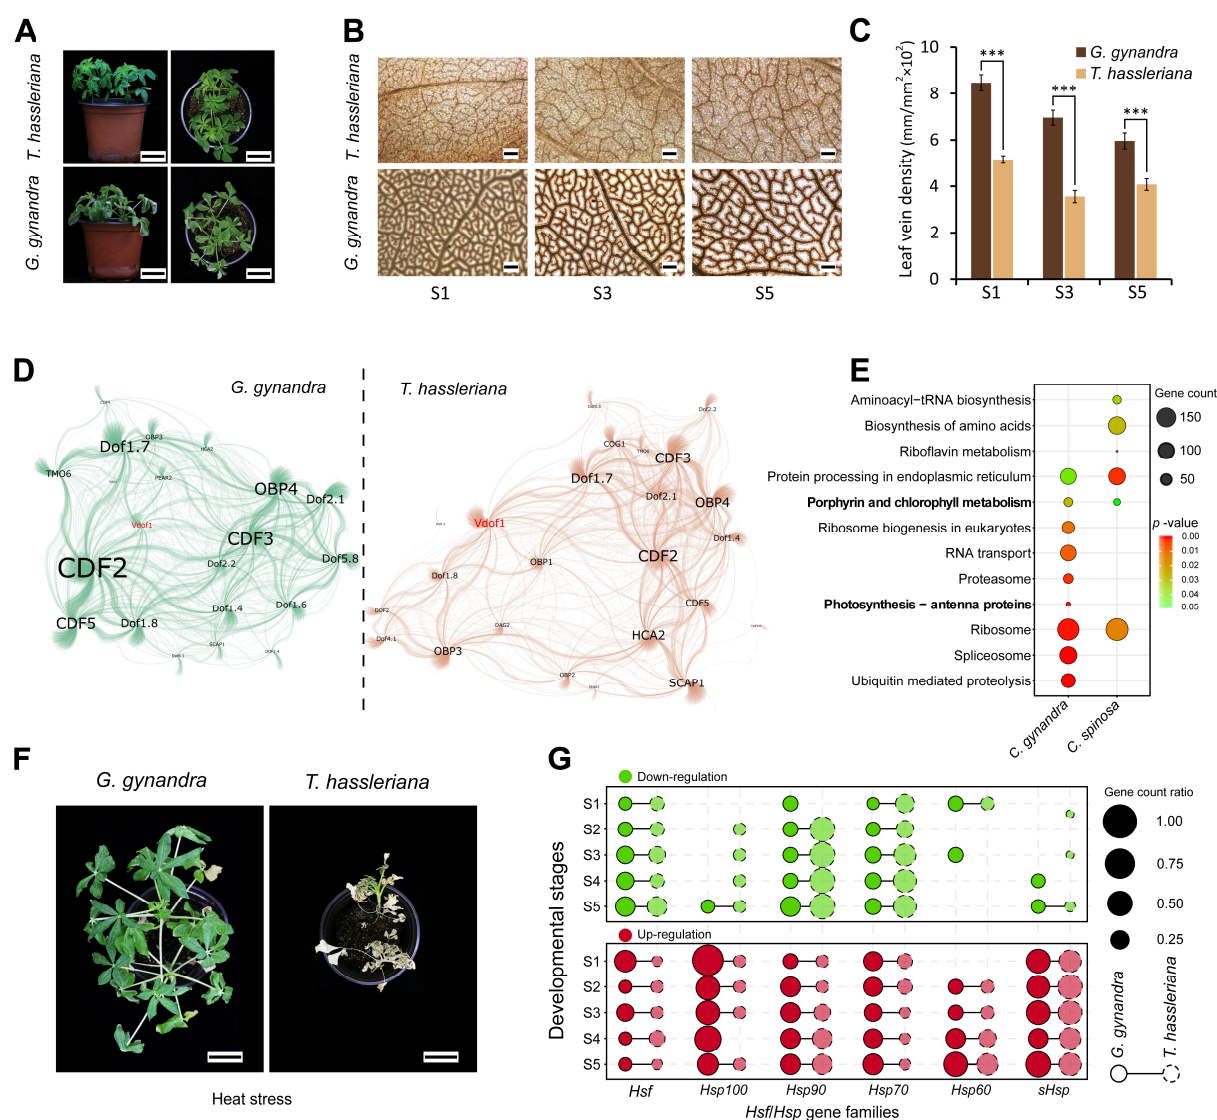 A
T. hassleriana
G. gynandra
B
T. hassleriana
G. gynandra
S1
S3
S5
C
Leaf vein density (mm/mm²×10²)
10
8
6
4
2
0
G. gynandra
T. hassleriana
***
***
***
S1
S3
S5
D
G. gynandra
T. hassleriana
CDF4
Dof1.7
OBP3
HCA2
TMO6
PEAR2
OBP4
Dof2.1
Vdof1
CDF3
CDF2
Dof2.2
Dof5.8
Dof1.4
Dof1.6
CDF5
Dof1.8
SCAP1
Dof2.2
COG1
TMO6
CDF3
Dof1.7
Dof2.1
OBP4
Vdof1
Dof1.4
CDF2
OBP1
Dof1.8
DOF2
CDF5
DAG2
HCA2
Dof4.1
OBP3
OBP2
PEAR2
SCAP1
E
Aminoacyl−tRNA biosynthesis
Biosynthesis of amino acids
Riboflavin metabolism
Protein processing in endoplasmic reticulum
Porphyrin and chlorophyll metabolism
Ribosome biogenesis in eukaryotes
RNA transport
Proteasome
Photosynthesis − antenna proteins
Ribosome
Spliceosome
Ubiquitin mediated proteolysis
C. gynandra
C. spinosa
Gene count
150
100
50
p -value
0.00
0.01
0.02
0.03
0.04
0.05
F
G. gynandra
T. hassleriana
Heat stress
G
Down-regulation
S1
S2
S3
S4
S5
Up-regulation
S1
S2
S3
S4
S5
Developmental stages
Hsf
Hsp100
Hsp90
Hsp70
Hsp60
sHsp
Hsf/Hsp gene families
Gene count ratio
1.00
0.75
0.50
0.25
G. gynandra
T. hassleriana